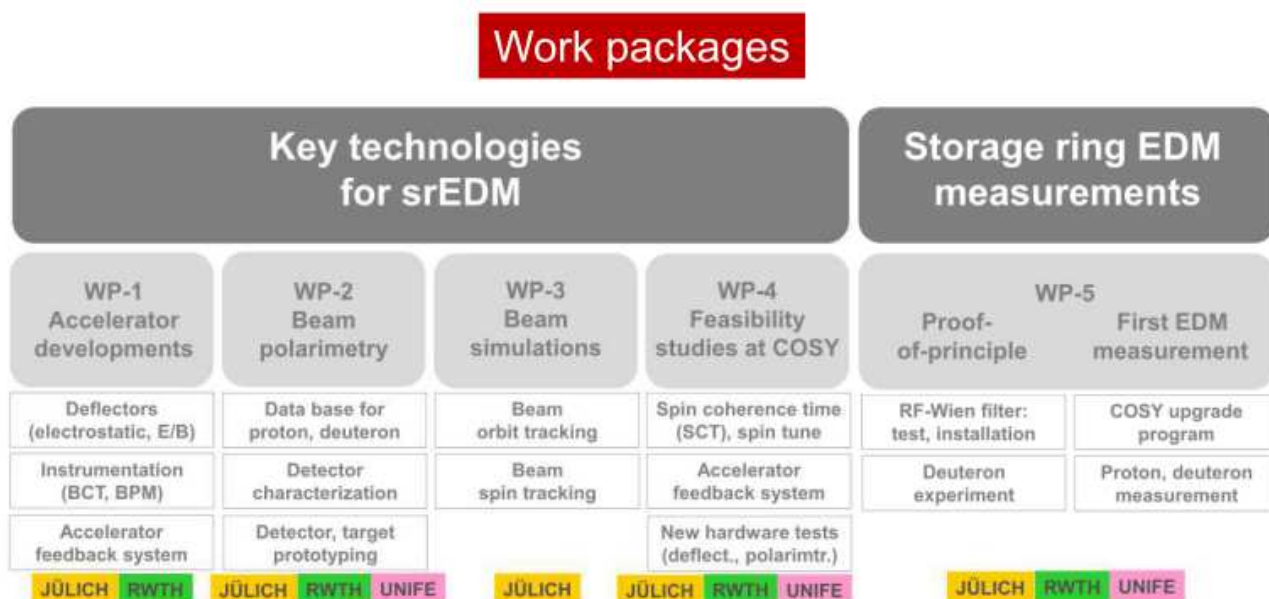 Work packages
Key technologies
for srEDM
Storage ring EDM
measurements
WP-1
Accelerator
developments
WP-2
Beam
polarimetry
WP-3
Beam
simulations
WP-4
Feasibility
studies at COSY
WP-5
Proof-
of-principle
First EDM
measurement
Deflectors
(electrostatic, E/B)
Instrumentation
(BCT, BPM)
Accelerator
feedback system
Data base for
proton, deuteron
Detector
characterization
Detector, target
prototyping
Beam
orbit tracking
Beam
spin tracking
Spin coherence time
(SCT), spin tune
Accelerator
feedback system
New hardware tests
(deflect., polarimtr.)
RF-Wien filter:
test, installation
Deuteron
experiment
COSY upgrade
program
Proton, deuteron
measurement
JÜLICH RWTH
JÜLICH RWTH UNIFE
JÜLICH
JÜLICH RWTH UNIFE
JÜLICH RWTH UNIFE